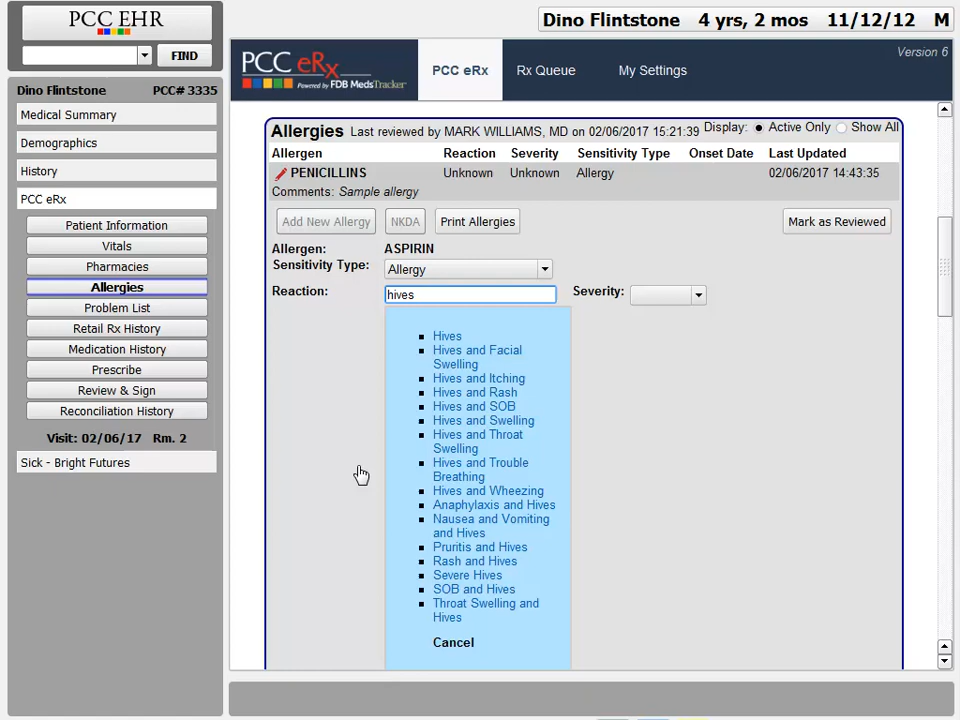 PCC EHR
FIND
Dino Flintstone 4 yrs, 2 mos 11/12/12 M
Dino Flintstone PCC# 3335
Medical Summary
Demographics
History
PCC eRx
Patient Information
Vitals
Pharmacies
Allergies
Problem List
Retail Rx History
Medication History
Prescribe
Review & Sign
Reconciliation History
Visit: 02/06/17 Rm. 2
Sick - Bright Futures
PCC eRx
Powered by FDB MedsTracker
PCC eRx Rx Queue My Settings
Version 6
Allergies Last reviewed by MARK WILLIAMS, MD on 02/06/2017 15:21:39 Display: Active Only Show All
Allergen Reaction Severity Sensitivity Type Onset Date Last Updated
PENICILLINS Unknown Unknown Allergy 02/06/2017 14:43:35
Comments: Sample allergy
Add New Allergy NKDA Print Allergies Mark as Reviewed
Allergen: ASPIRIN
Sensitivity Type: Allergy
Reaction: hives Severity:
Hives
Hives and Facial
Swelling
Hives and Itching
Hives and Rash
Hives and SOB
Hives and Swelling
Hives and Throat
Swelling
Hives and Trouble
Breathing
Hives and Wheezing
Anaphylaxis and Hives
Nausea and Vomiting
and Hives
Pruritis and Hives
Rash and Hives
Severe Hives
SOB and Hives
Throat Swelling and
Hives
Cancel